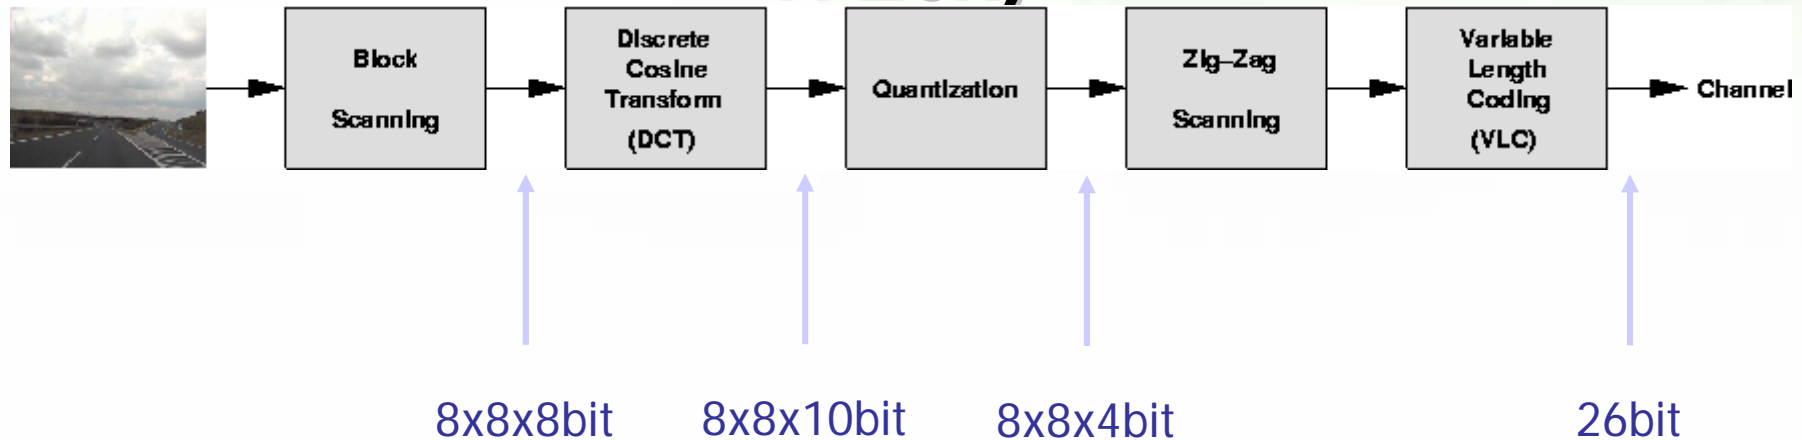 Block
Scanning
Discrete
Cosine
Transform
(DCT)
Quantization
Zig–Zag
Scanning
Variable
Length
Coding
(VLC)
Channel
8x8x8bit
8x8x10bit
8x8x4bit
26bit